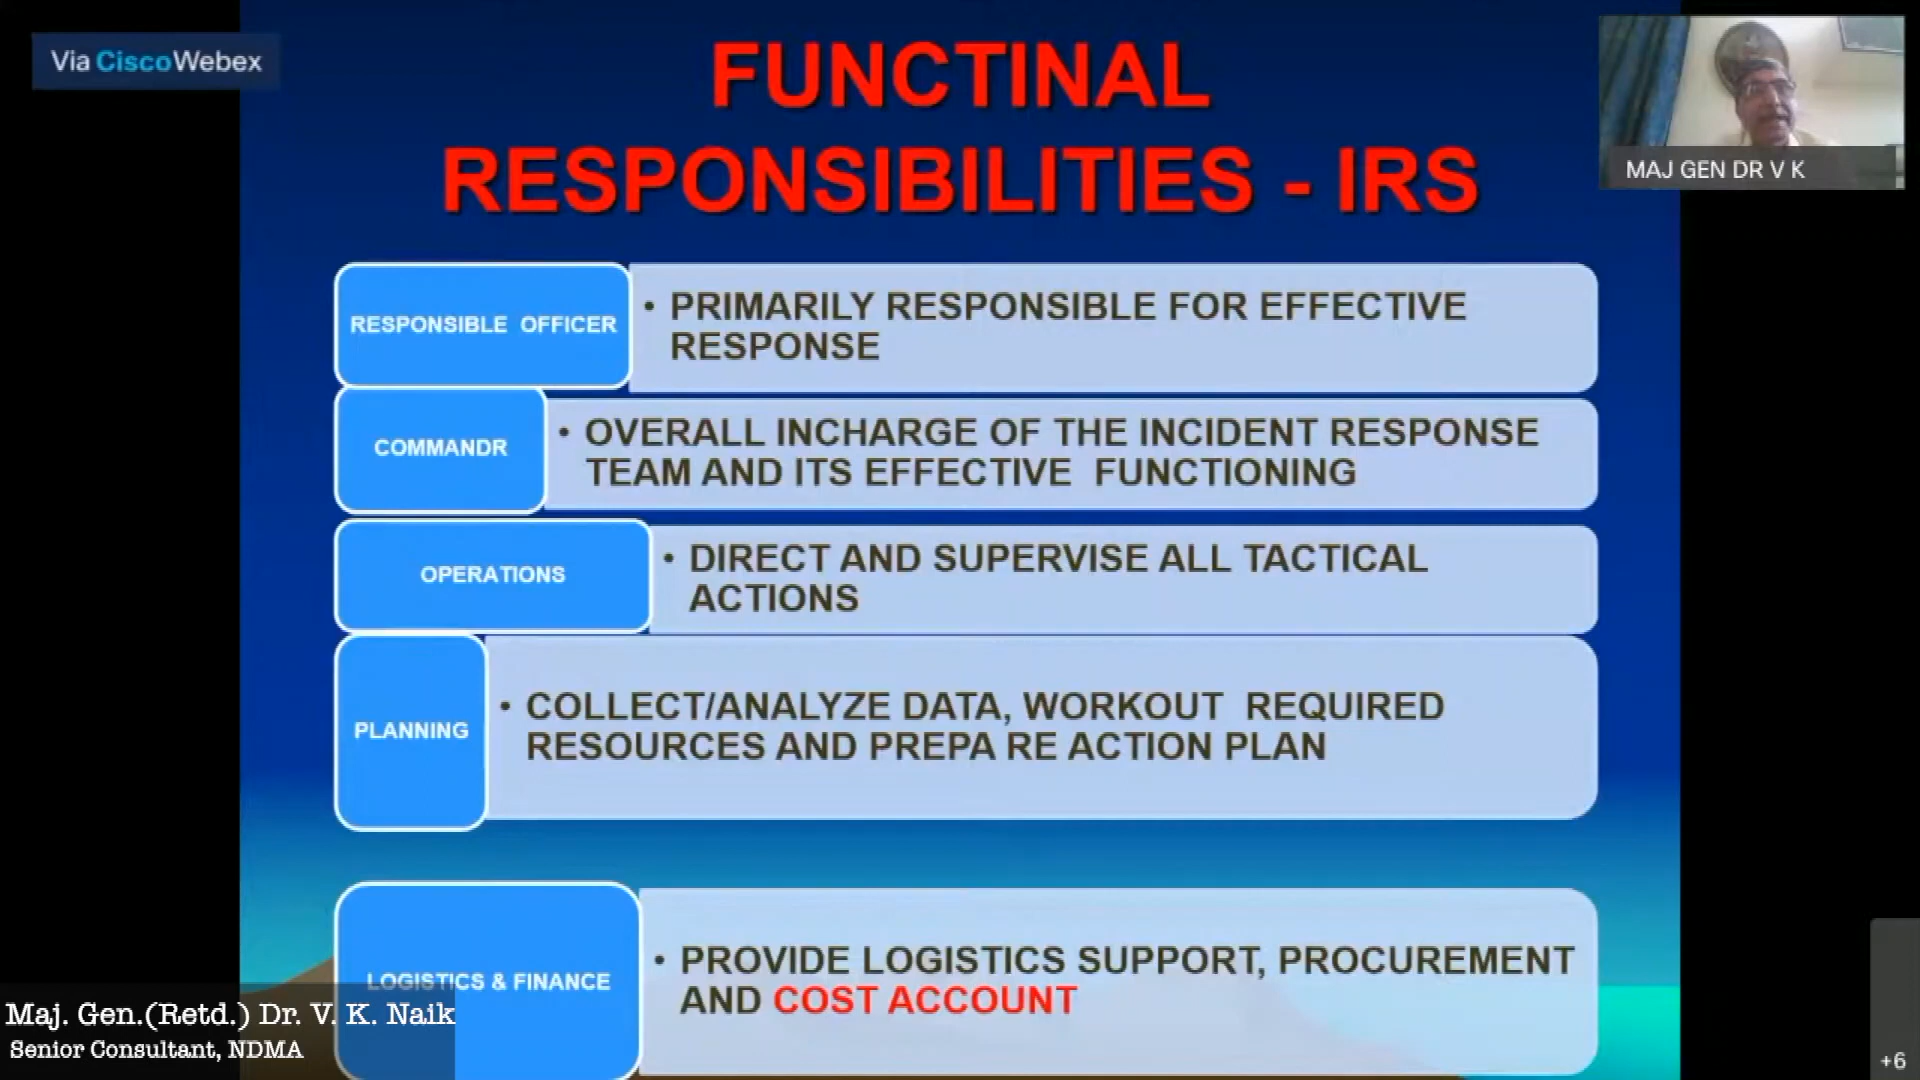 Via CiscoWebex
FUNCTINAL
RESPONSIBILITIES - IRS
MAJ GEN DR V K
RESPONSIBLE OFFICER
• PRIMARILY RESPONSIBLE FOR EFFECTIVE
RESPONSE
COMMANDR
• OVERALL INCHARGE OF THE INCIDENT RESPONSE
TEAM AND ITS EFFECTIVE FUNCTIONING
OPERATIONS
• DIRECT AND SUPERVISE ALL TACTICAL
ACTIONS
PLANNING
• COLLECT/ANALYZE DATA, WORKOUT REQUIRED
RESOURCES AND PREPA RE ACTION PLAN
LOGISTICS & FINANCE
• PROVIDE LOGISTICS SUPPORT, PROCUREMENT
AND COST ACCOUNT
Maj. Gen.(Retd.) Dr. V. K. Naik
Senior Consultant, NDMA
+6